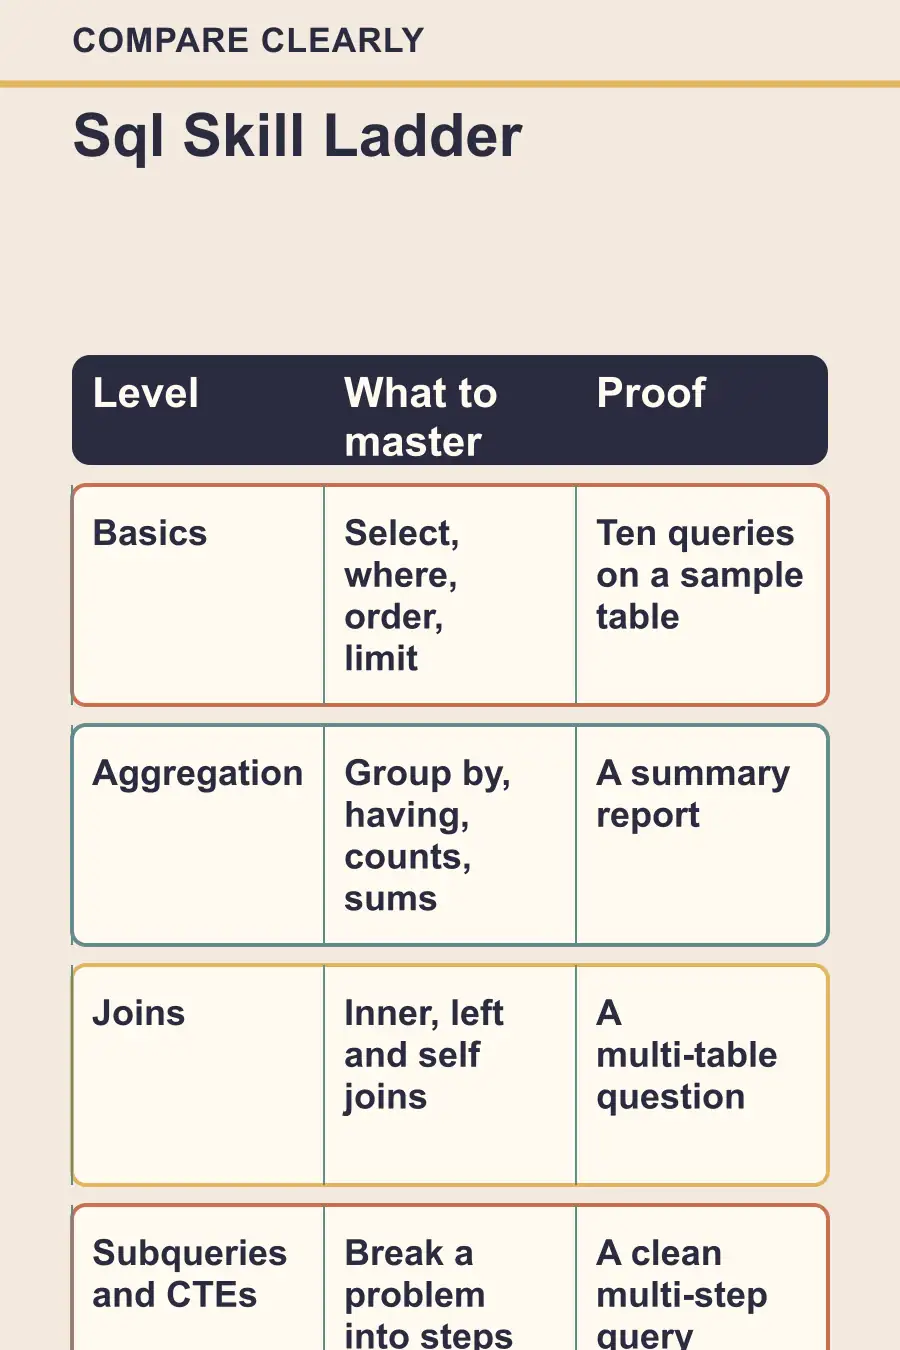 COMPARE CLEARLY
Sql Skill Ladder
Level
What to
master
Proof
Basics
Select,
where,
order,
limit
Ten queries
on a sample
table
Aggregation
Group by,
having,
counts,
sums
A summary
report
Joins
Inner, left
and self
joins
A
multi-table
question
Subqueries
and CTEs
Break a
problem
into steps
A clean
multi-step
query